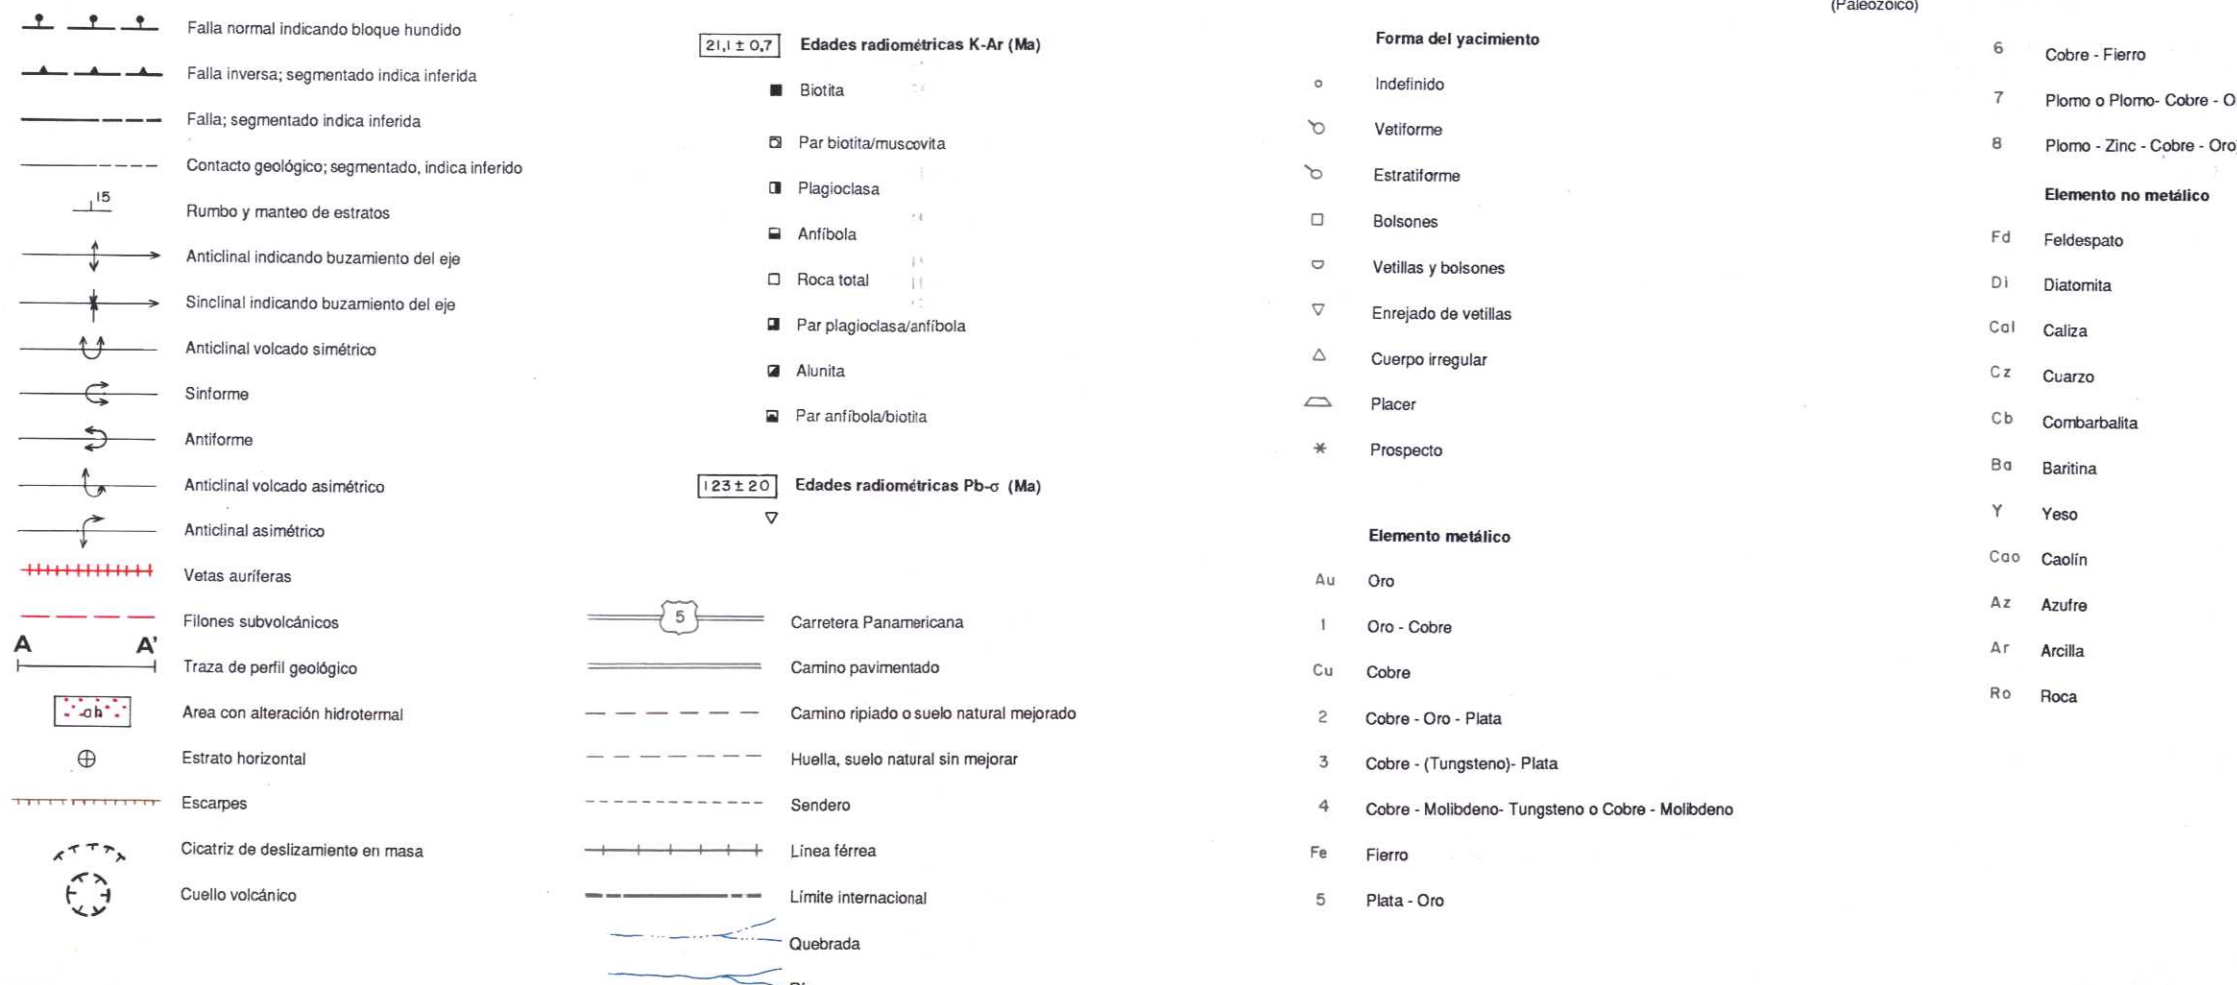 Falla normal indicando bloque hundido
Falla inversa; segmentado indica inferida
Falla; segmentado indica inferida
Contacto geológico; segmentado, indica inferido
15
Rumbo y manteo de estratos
Anticlinal indicando buzamiento del eje
Sinclinal indicando buzamiento del eje
Anticlinal volcado simétrico
Sinforme
Antiforme
Anticlinal volcado asimétrico
Anticlinal asimétrico
Vetas auríferas
Filones subvolcánicos
A A'
Traza de perfil geológico
ah
Area con alteración hidrotermal
Estrato horizontal
Escarpes
Cicatriz de deslizamiento en masa
Cuello volcánico
21,1 ± 0,7 Edades radiométricas K-Ar (Ma)
Biotita
Par biotita/muscovita
Plagioclasa
Anfíbola
Roca total
Par plagioclasa/anfíbola
Alunita
Par anfíbola/biotita
123 ± 20 Edades radiométricas Pb-σ (Ma)
5 Carretera Panamericana
Camino pavimentado
Camino ripiado o suelo natural mejorado
Huella, suelo natural sin mejorar
Sendero
Línea férrea
Límite internacional
Quebrada
Forma del yacimiento
Indefinido
Vetiforme
Estratiforme
Bolsones
Vetillas y bolsones
Enrejado de vetillas
Cuerpo irregular
Placer
Prospecto
Elemento metálico
Au Oro
1 Oro - Cobre
Cu Cobre
2 Cobre - Oro - Plata
3 Cobre - (Tungsteno)- Plata
4 Cobre - Molibdeno- Tungsteno o Cobre - Molibdeno
Fe Fierro
5 Plata - Oro
(Paleozoico)
6 Cobre - Fierro
7 Plomo o Plomo- Cobre - O
8 Plomo - Zinc - Cobre - Oro
Elemento no metálico
Fd Feldespato
Di Diatomita
Cal Caliza
Cz Cuarzo
Cb Combarbalita
Ba Baritina
Y Yeso
Cao Caolín
Az Azufre
Ar Arcilla
Ro Roca